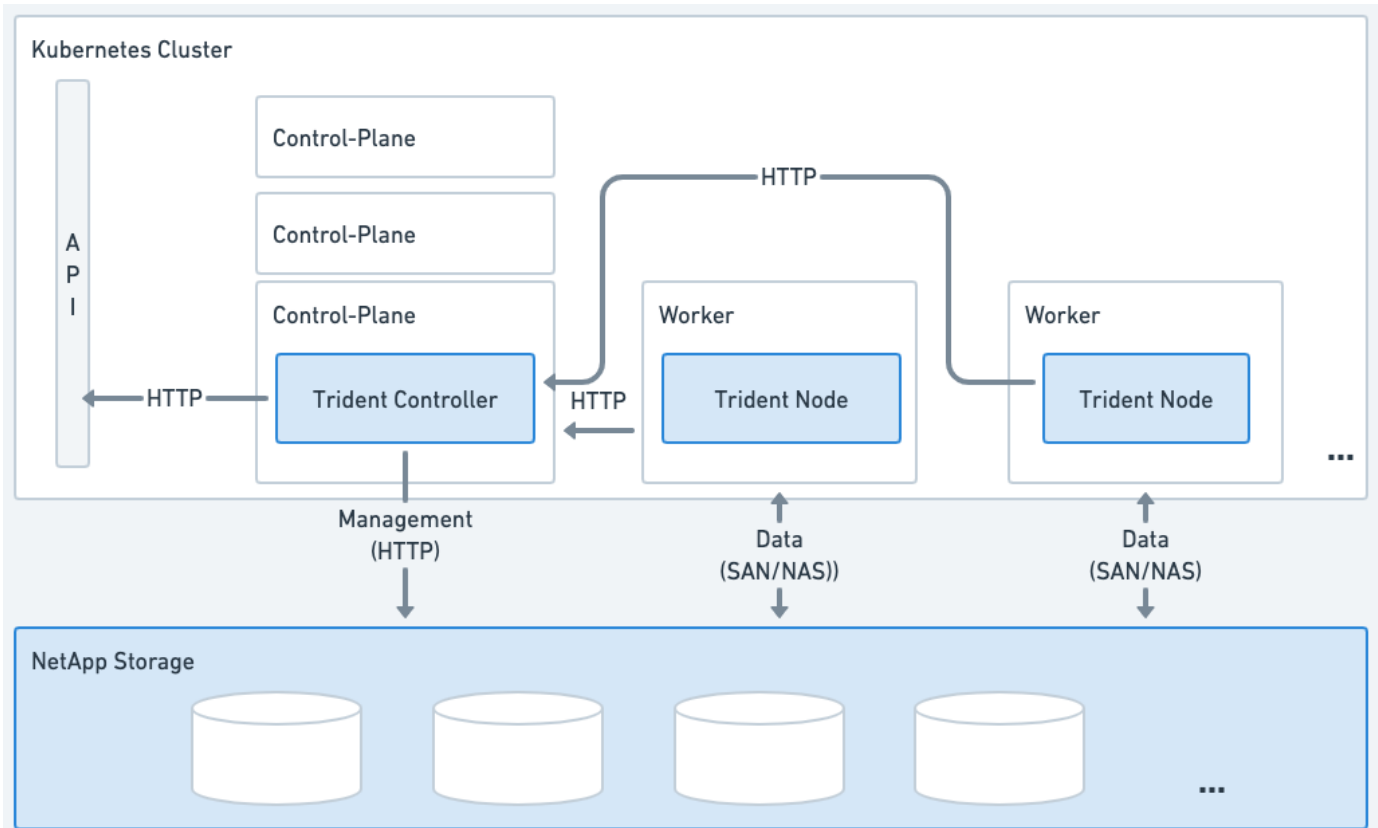 Kubernetes Cluster
A
P
I
Control-Plane
Control-Plane
Control-Plane
Trident Controller
HTTP
HTTP
HTTP
Worker
Trident Node
Worker
Trident Node
...
Management
(HTTP)
Data
(SAN/NAS))
Data
(SAN/NAS)
NetApp Storage
...